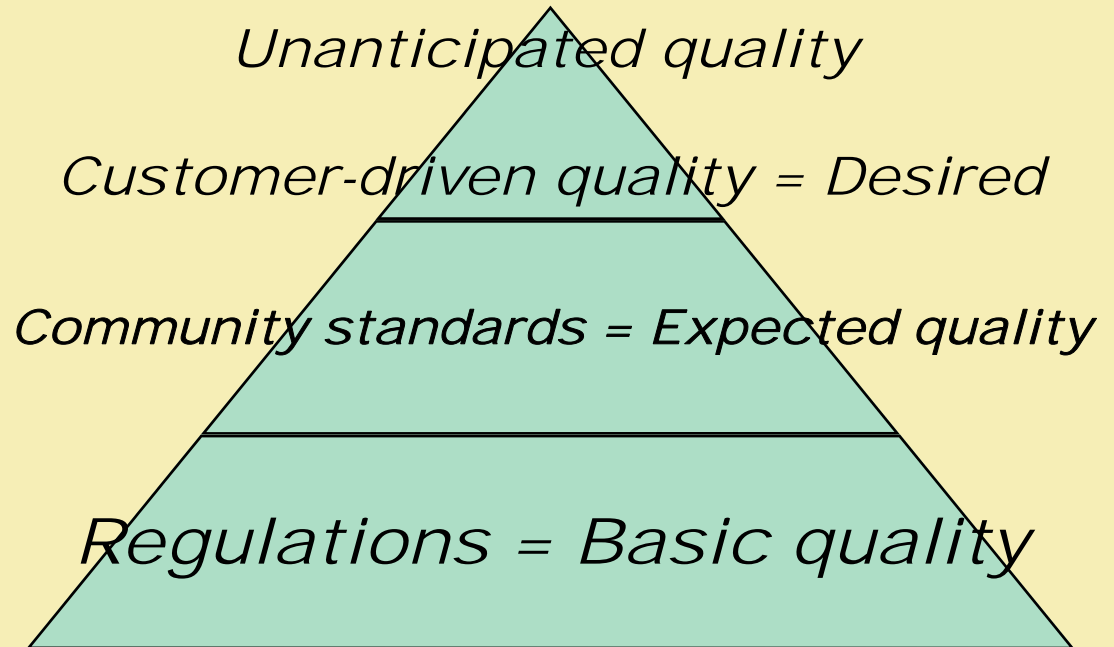 Unanticipated quality
Customer-driven quality = Desired
Community standards = Expected quality
Regulations = Basic quality